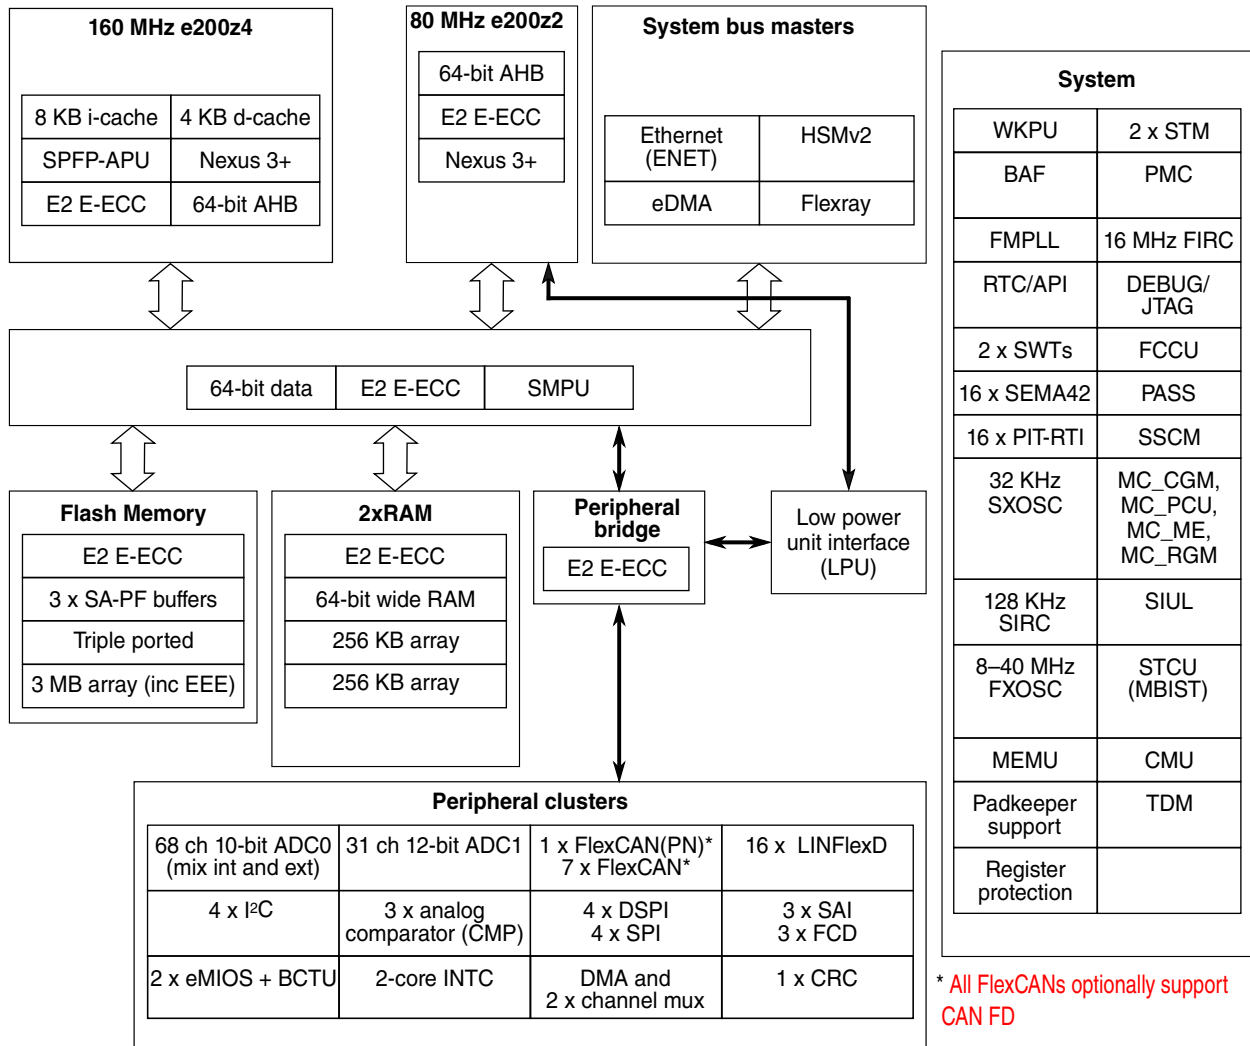 160 MHz e200z4
8 KB i-cache
4 KB d-cache
SPFP-APU
Nexus 3+
E2 E-ECC
64-bit AHB
80 MHz e200z2
64-bit AHB
E2 E-ECC
Nexus 3+
System bus masters
Ethernet
(ENET)
HSMv2
eDMA
Flexray
64-bit data
E2 E-ECC
SMPU
Flash Memory
E2 E-ECC
3 x SA-PF buffers
Triple ported
3 MB array (inc EEE)
2xRAM
E2 E-ECC
64-bit wide RAM
256 KB array
256 KB array
Peripheral
bridge
E2 E-ECC
Low power
unit interface
(LPU)
Peripheral clusters
68 ch 10-bit ADC0
(mix int and ext)
31 ch 12-bit ADC1
1 x FlexCAN(PN)*
7 x FlexCAN*
16 x LINFlexD
4 x I²C
3 x analog
comparator (CMP)
4 x DSPI
4 x SPI
3 x SAI
3 x FCD
2 x eMIOS + BCTU
2-core INTC
DMA and
2 x channel mux
1 x CRC
System
WKPU
2 x STM
BAF
PMC
FMPLL
16 MHz FIRC
RTC/API
DEBUG/
JTAG
2 x SWTs
FCCU
16 x SEMA42
PASS
16 x PIT-RTI
SSCM
32 KHz
SXOSC
MC_CGM,
MC_PCU,
MC_ME,
MC_RGM
128 KHz
SIRC
SIUL
8–40 MHz
FXOSC
STCU
(MBIST)
MEMU
CMU
Padkeeper
support
TDM
Register
protection
* All FlexCANs optionally support
CAN FD